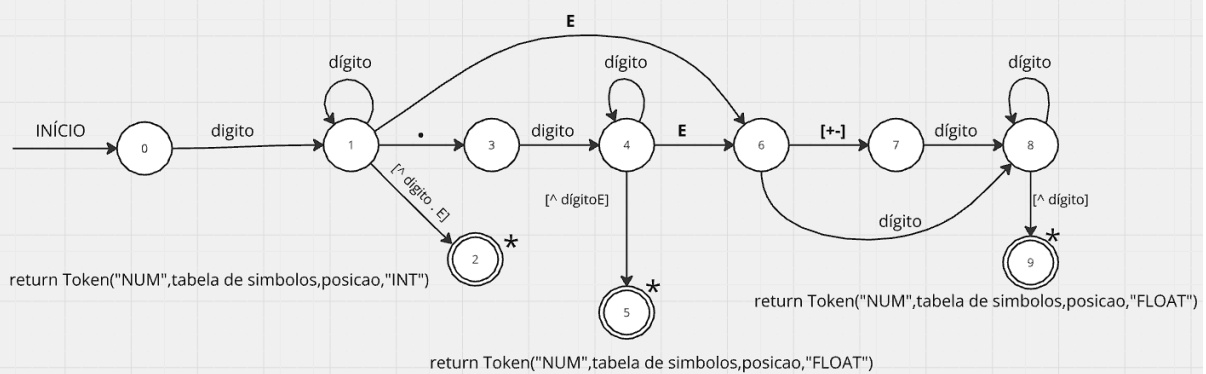 E
dígito
dígito
dígito
INÍCIO
digito
.
digito
E
[+-]
dígito
0
1
3
4
6
7
8
[^ digito . E]
[^ dígitoE]
[^ dígito]
dígito
2
*
9
*
5
*
return Token("NUM",tabela de simbolos,posicao,"INT")
return Token("NUM",tabela de simbolos,posicao,"FLOAT")
return Token("NUM",tabela de simbolos,posicao,"FLOAT")